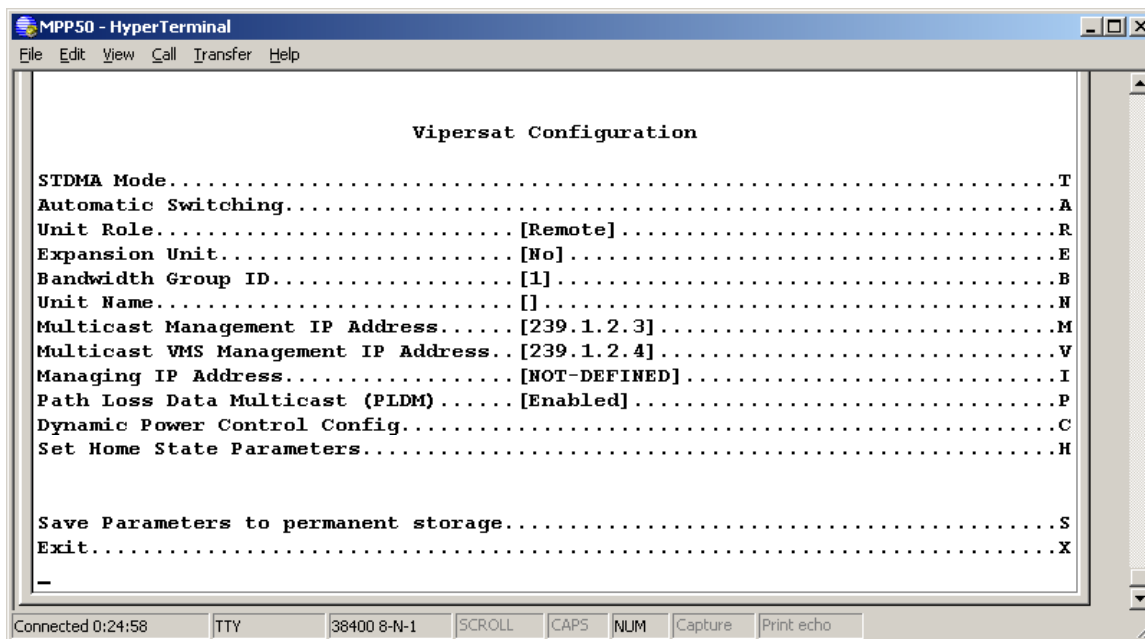 MPP50 - HyperTerminal
File Edit View Call Transfer Help
Vipersat Configuration
STDMA Mode.....................................................................T
Automatic Switching............................................................A
Unit Role............................[Remote]..................................R
Expansion Unit.......................[No]......................................E
Bandwidth Group ID...................[1].......................................B
Unit Name............................[]........................................N
Multicast Management IP Address......[239.1.2.3]...............................M
Multicast VMS Management IP Address..[239.1.2.4]...............................V
Managing IP Address..................[NOT-DEFINED].............................I
Path Loss Data Multicast (PLDM)......[Enabled].................................P
Dynamic Power Control Config...................................................C
Set Home State Parameters......................................................H
Save Parameters to permanent storage...........................................S
Exit...........................................................................X
_
Connected 0:24:58 TTY 38400 8-N-1 SCROLL CAPS NUM Capture Print echo